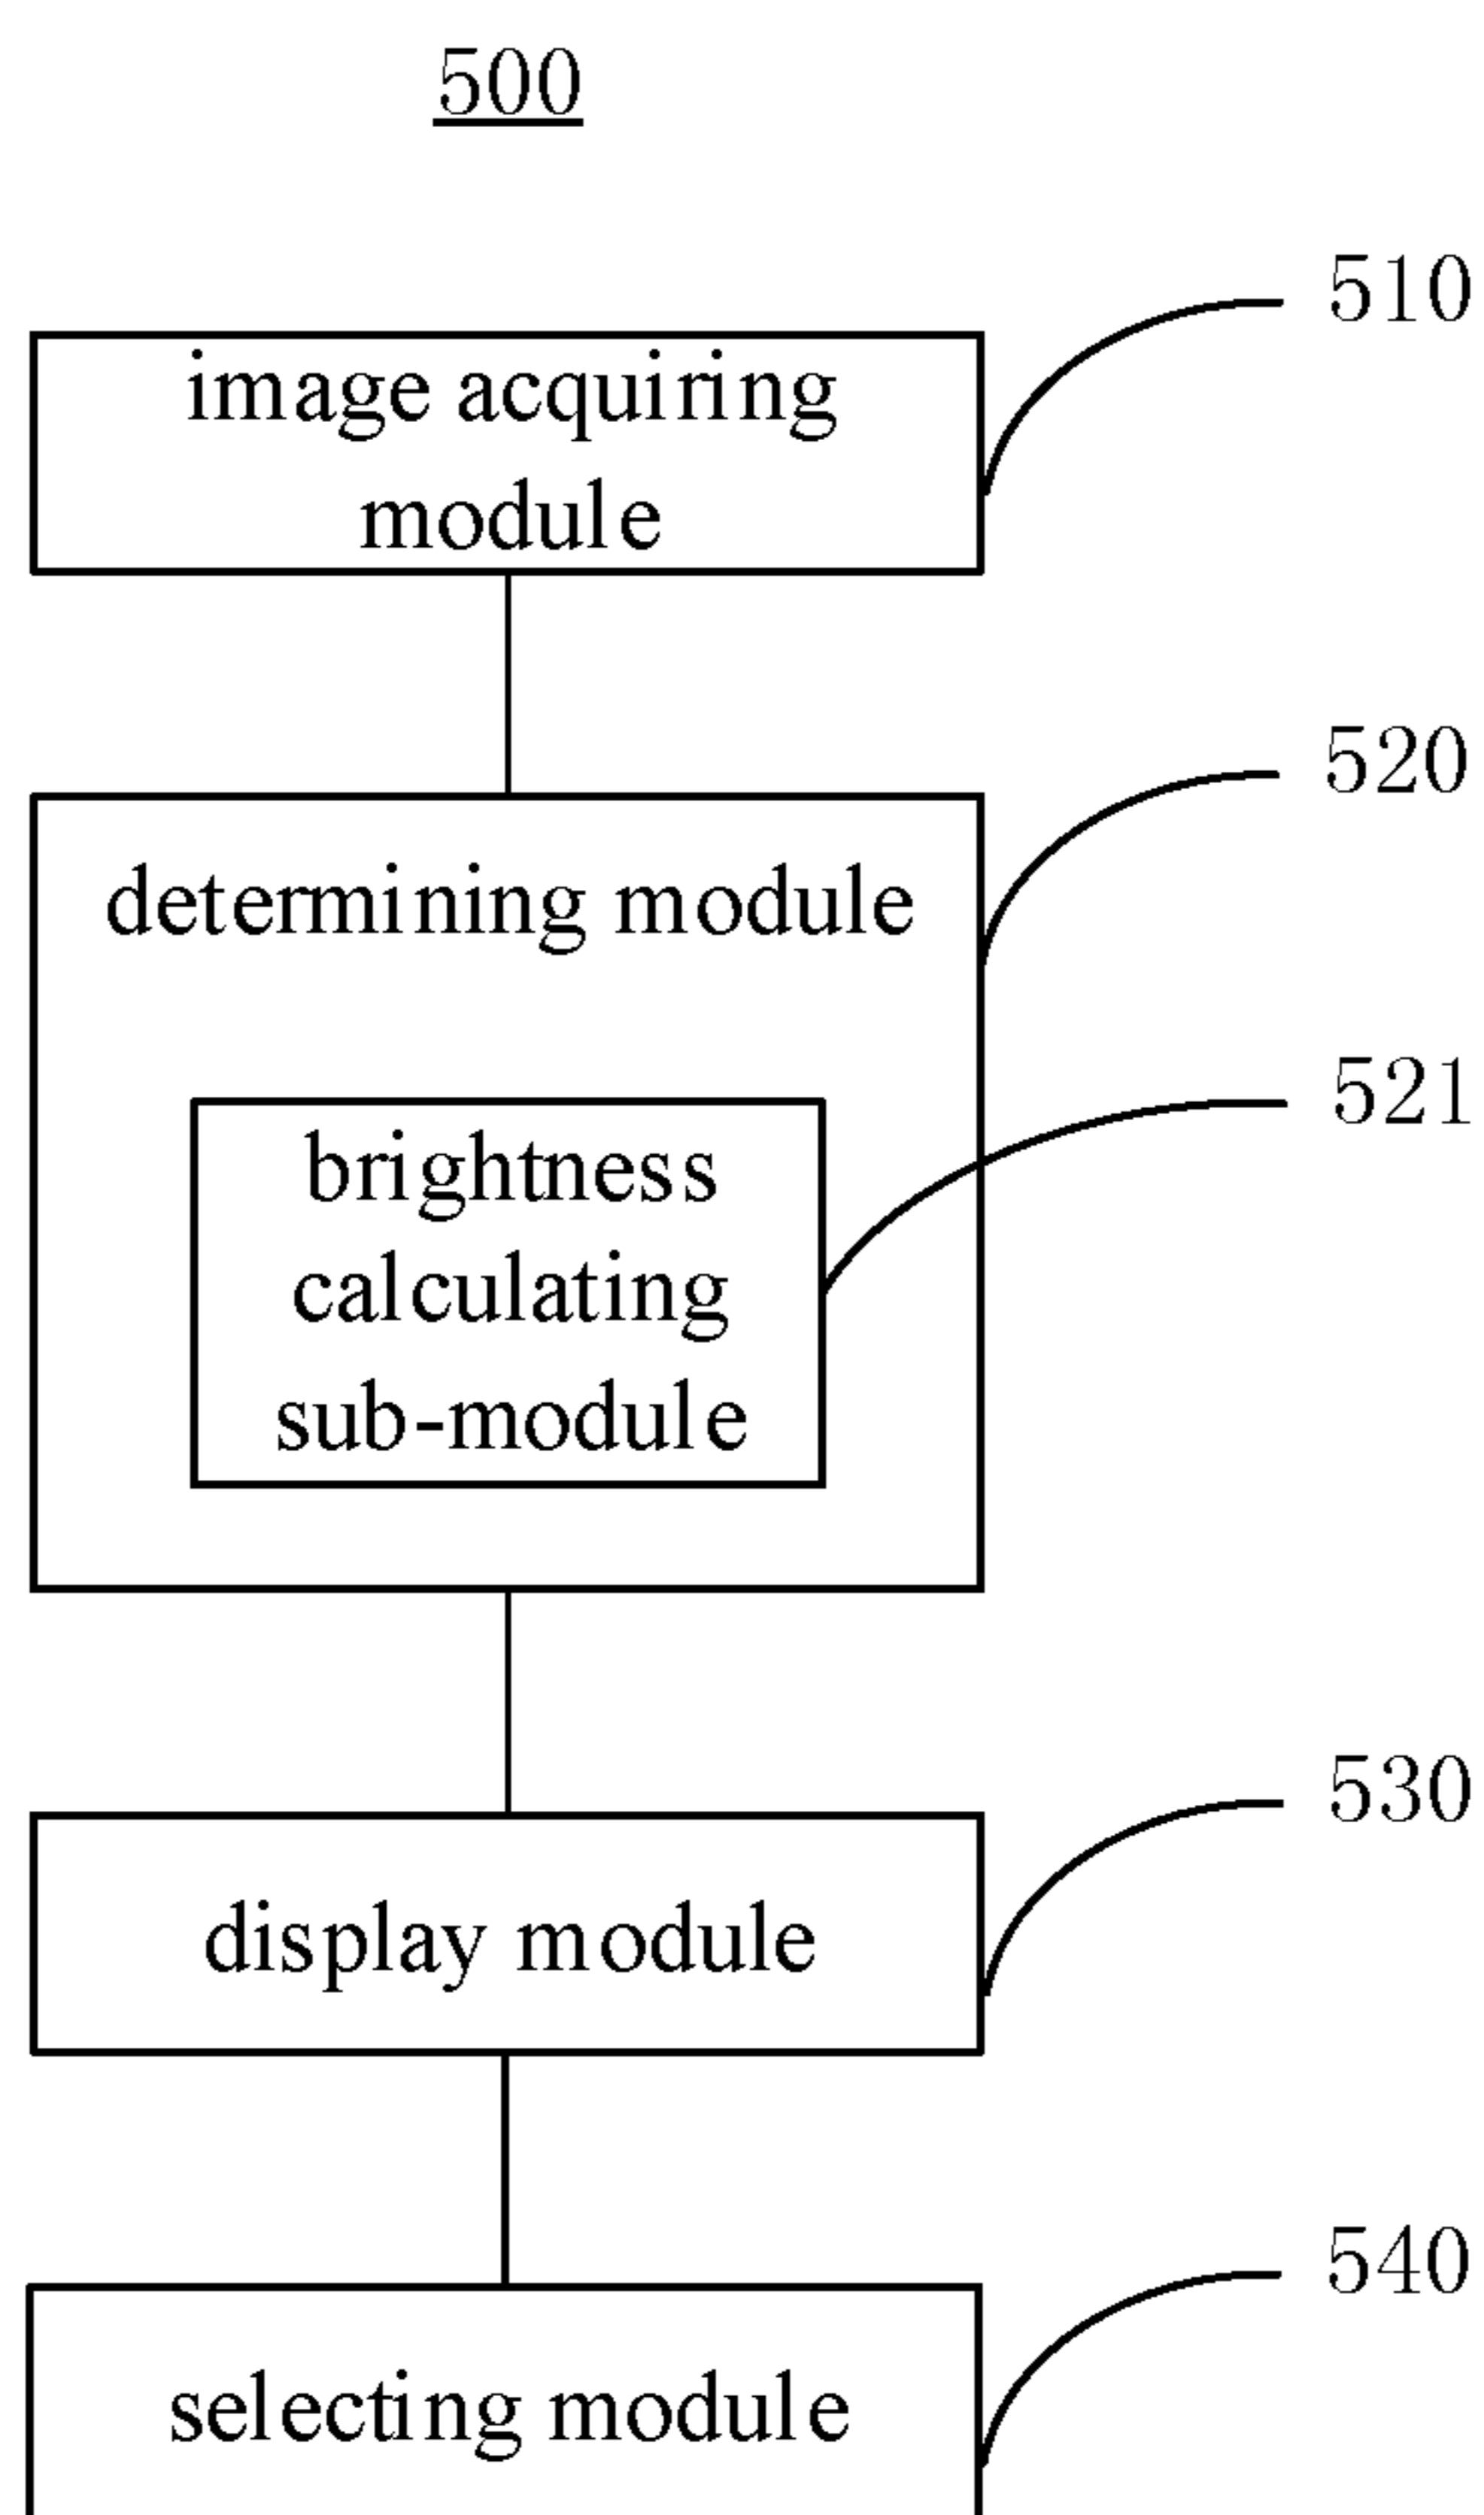 500
510
image acquiring
module
520
determining module
521
brightness
calculating
sub-module
530
display module
540
selecting module